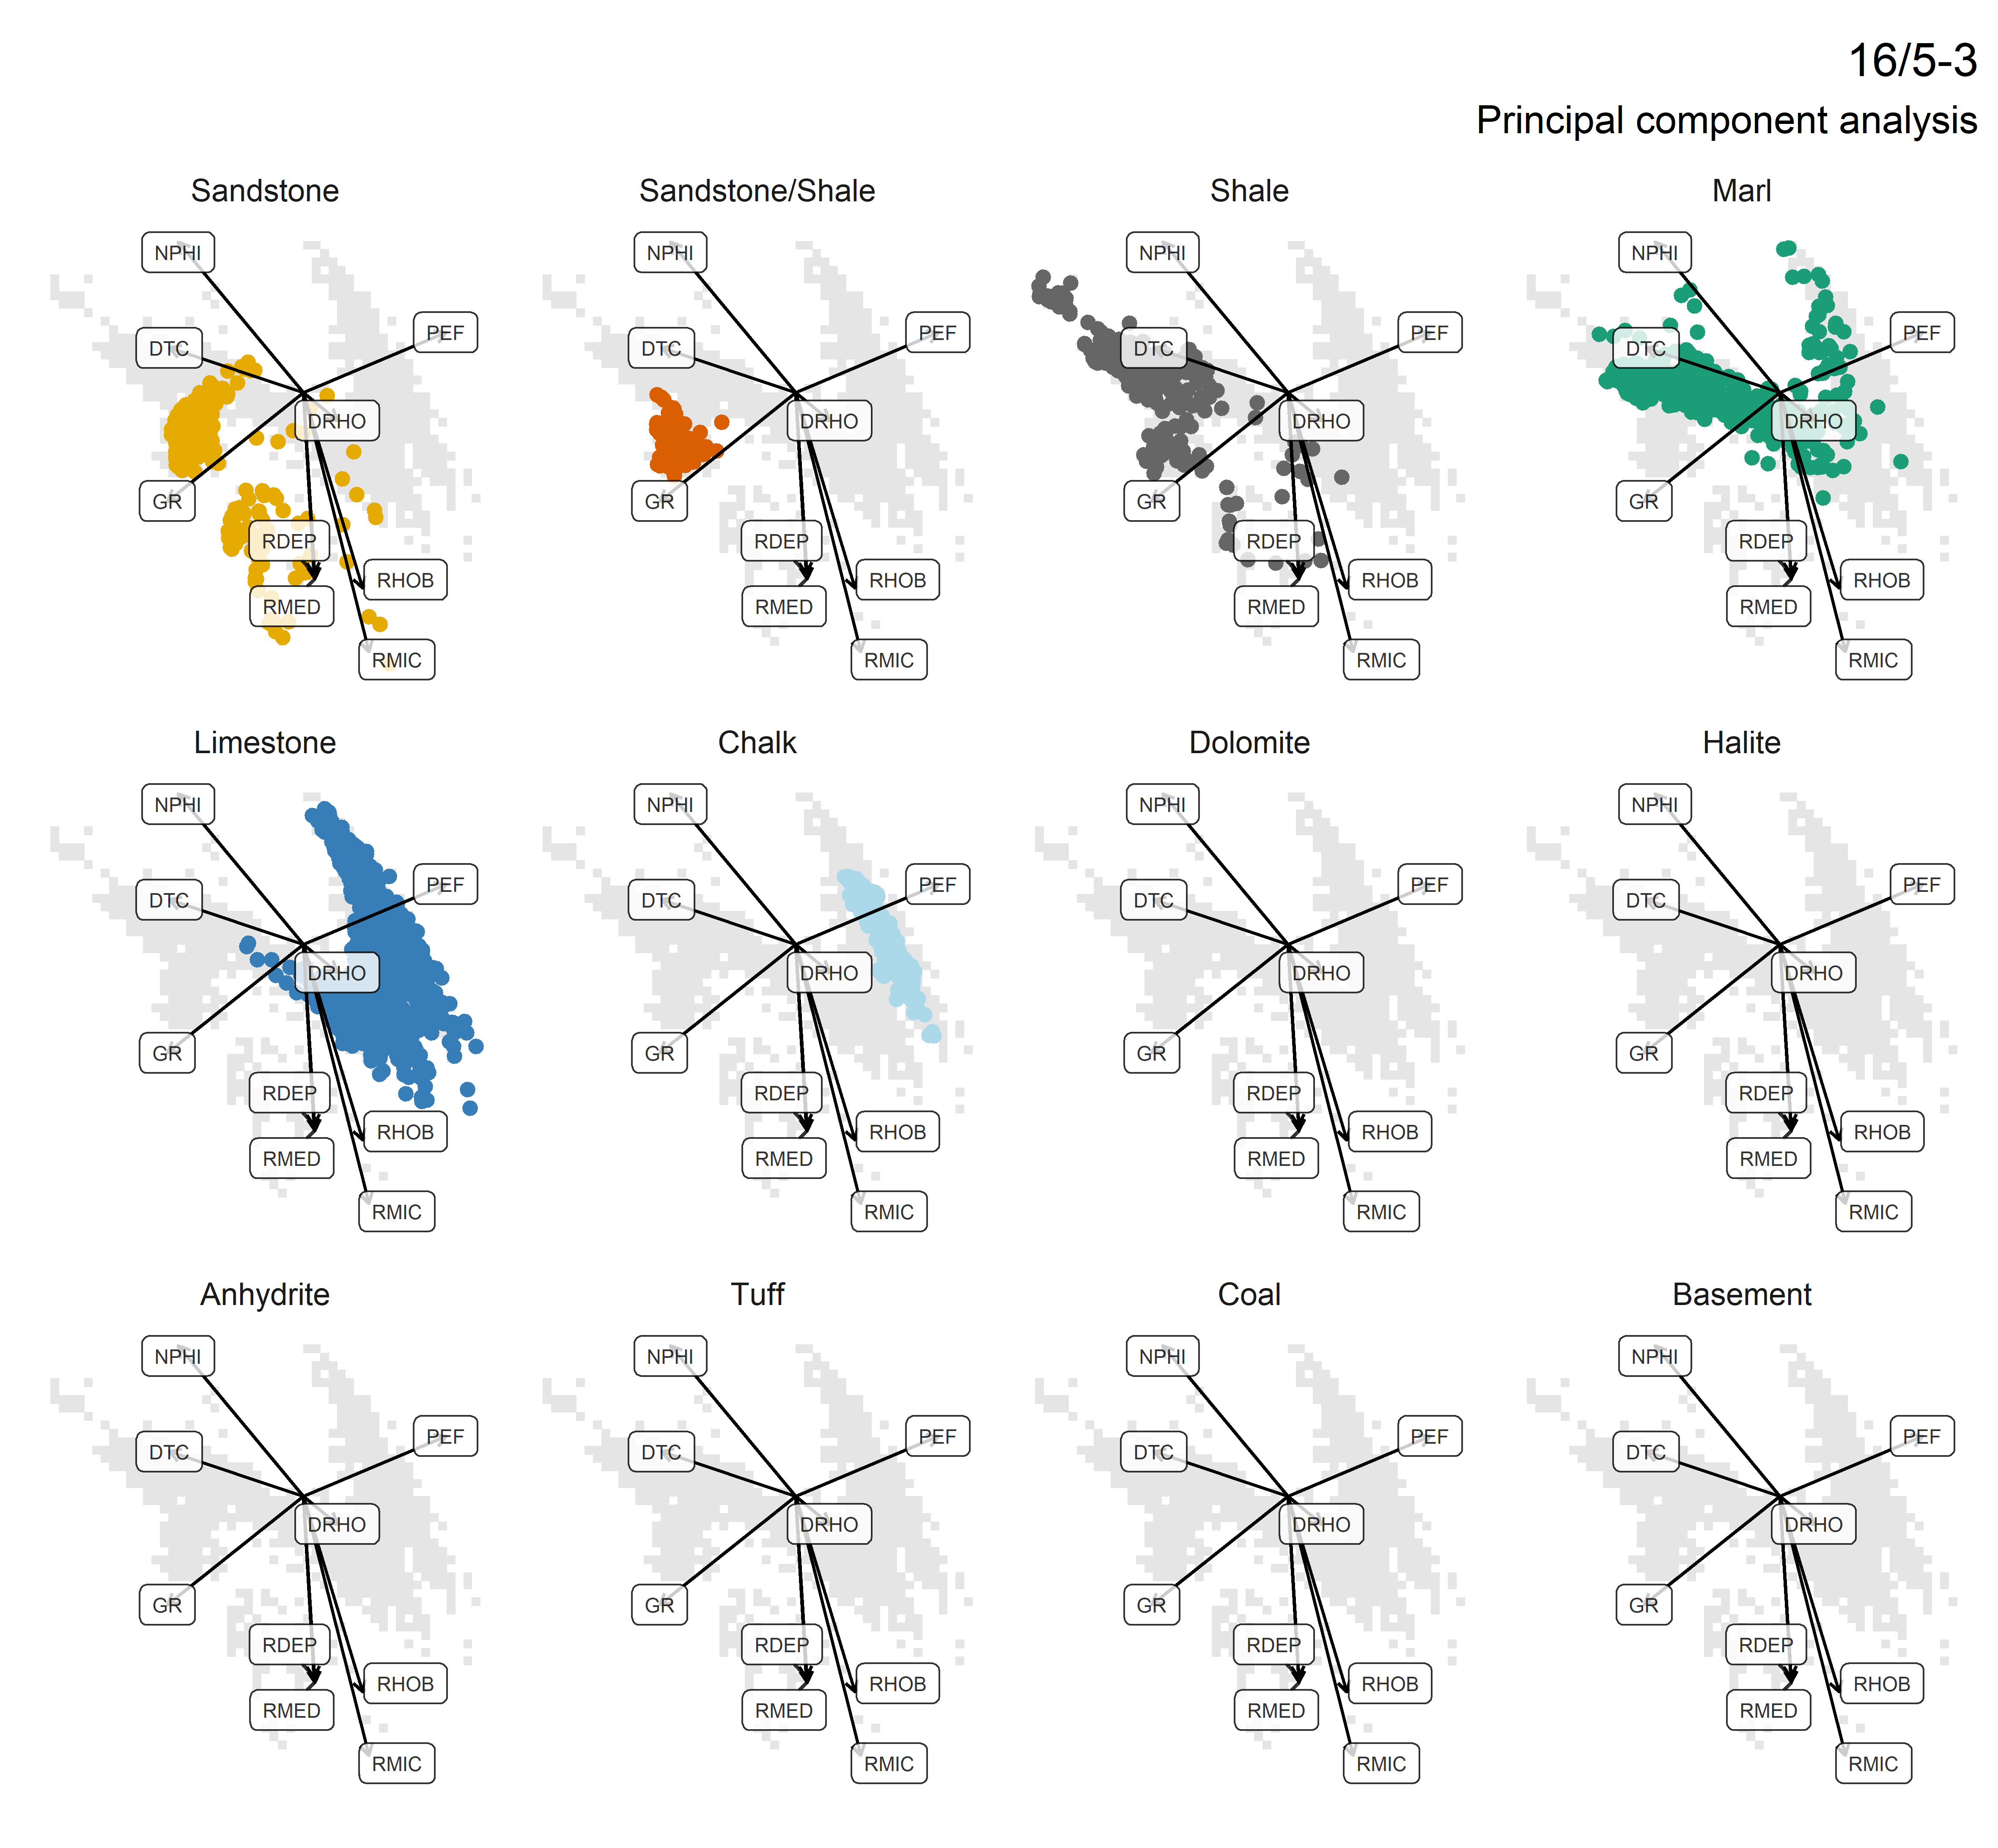 16/5-3
Principal component analysis
Sandstone
Sandstone/Shale
Shale
Marl
NPHI
DTC
PEF
DRHO
GR
RDEP
RHOB
RMED
RMIC
NPHI
DTC
PEF
DRHO
GR
RDEP
RHOB
RMED
RMIC
NPHI
DTC
PEF
DRHO
GR
RDEP
RHOB
RMED
RMIC
NPHI
DTC
PEF
DRHO
GR
RDEP
RHOB
RMED
RMIC
Limestone
Chalk
Dolomite
Halite
NPHI
DTC
PEF
DRHO
GR
RDEP
RHOB
RMED
RMIC
NPHI
DTC
PEF
DRHO
GR
RDEP
RHOB
RMED
RMIC
NPHI
DTC
PEF
DRHO
GR
RDEP
RHOB
RMED
RMIC
NPHI
DTC
PEF
DRHO
GR
RDEP
RHOB
RMED
RMIC
Anhydrite
Tuff
Coal
Basement
NPHI
DTC
PEF
DRHO
GR
RDEP
RHOB
RMED
RMIC
NPHI
DTC
PEF
DRHO
GR
RDEP
RHOB
RMED
RMIC
NPHI
DTC
PEF
DRHO
GR
RDEP
RHOB
RMED
RMIC
NPHI
DTC
PEF
DRHO
GR
RDEP
RHOB
RMED
RMIC